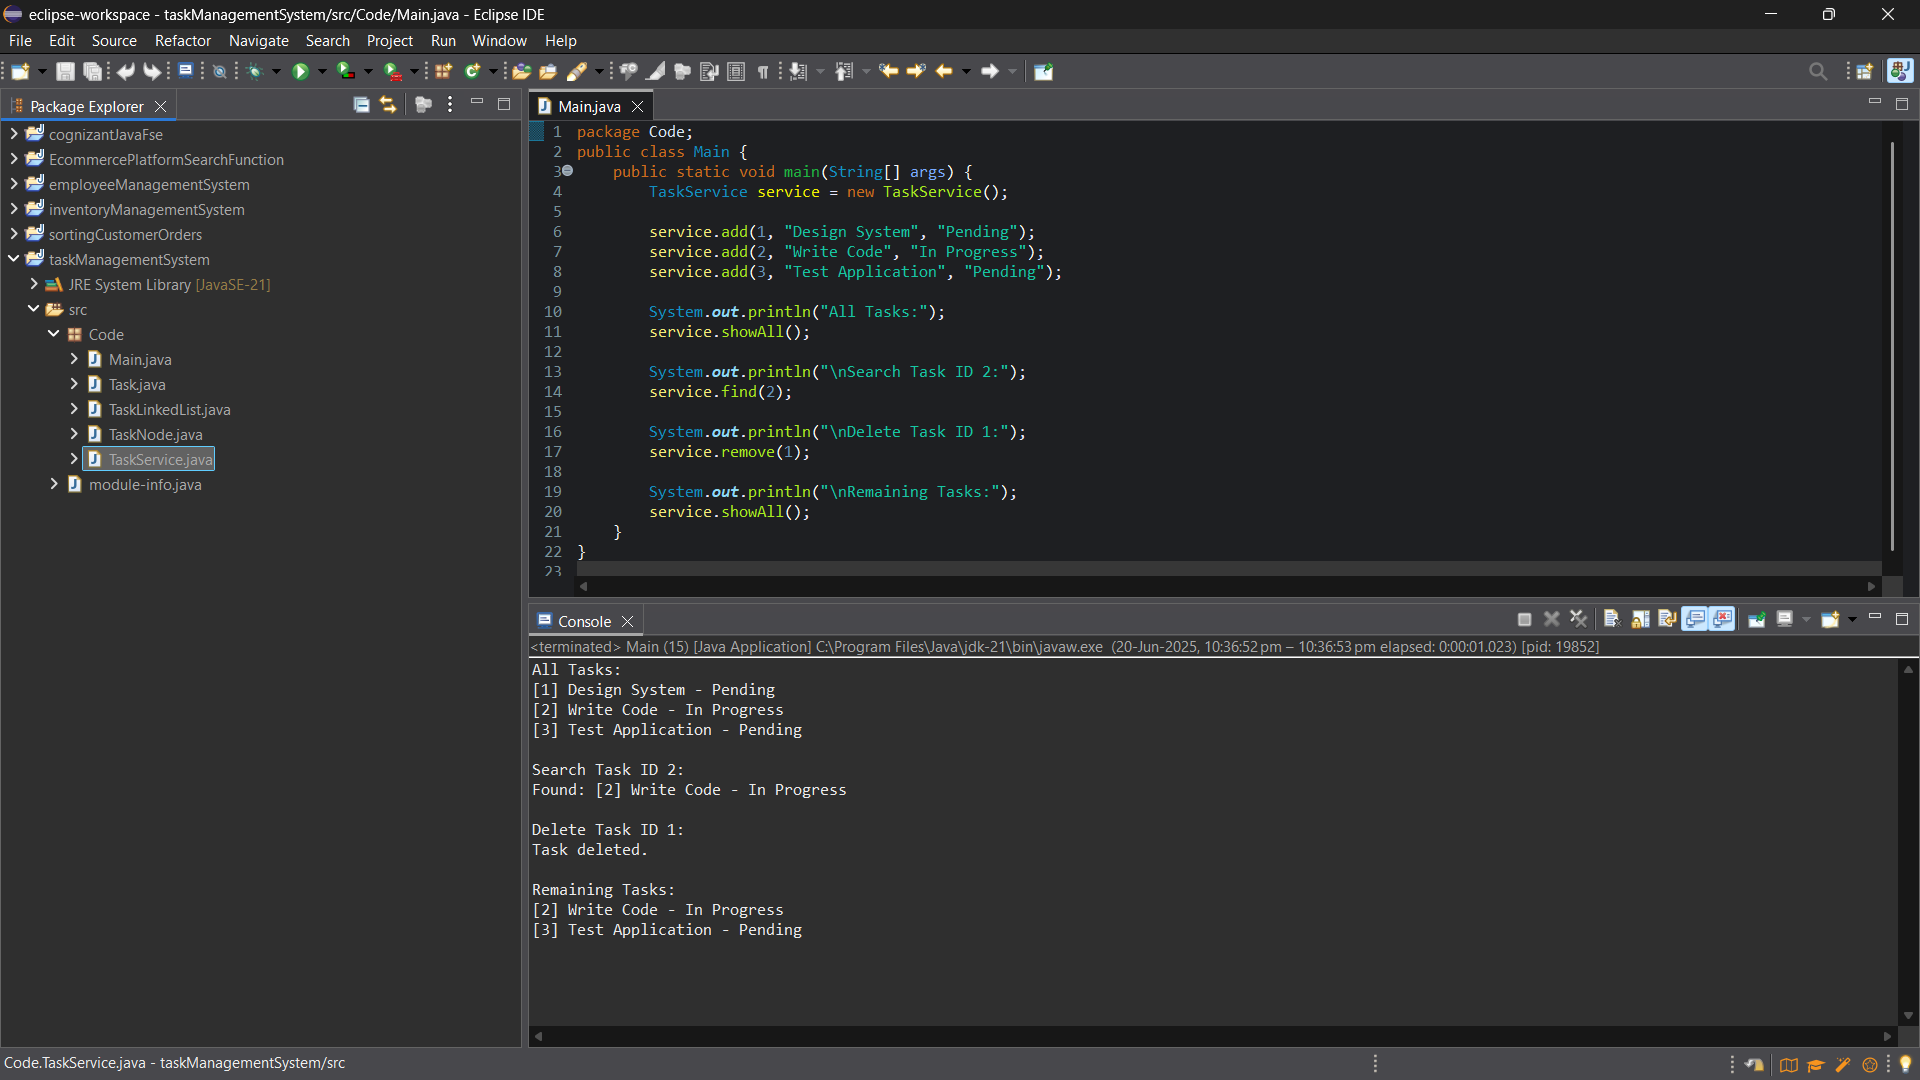 eclipse-workspace - taskManagementSystem/src/Code/Main.java - Eclipse IDE
File Edit Source Refactor Navigate Search Project Run Window Help
Package Explorer
cognizantJavaFse
EcommercePlatformSearchFunction
employeeManagementSystem
inventoryManagementSystem
sortingCustomerOrders
taskManagementSystem
JRE System Library [JavaSE-21]
src
Code
Main.java
Task.java
TaskLinkedList.java
TaskNode.java
TaskService.java
module-info.java
Main.java
1 package Code;
2 public class Main {
3     public static void main(String[] args) {
4         TaskService service = new TaskService();
5
6         service.add(1, "Design System", "Pending");
7         service.add(2, "Write Code", "In Progress");
8         service.add(3, "Test Application", "Pending");
9
10         System.out.println("All Tasks:");
11         service.showAll();
12
13         System.out.println("\nSearch Task ID 2:");
14         service.find(2);
15
16         System.out.println("\nDelete Task ID 1:");
17         service.remove(1);
18
19         System.out.println("\nRemaining Tasks:");
20         service.showAll();
21     }
22 }
23
Console
<terminated> Main (15) [Java Application] C:\Program Files\Java\jdk-21\bin\javaw.exe (20-Jun-2025, 10:36:52 pm – 10:36:53 pm elapsed: 0:00:01.023) [pid: 19852]
All Tasks:
[1] Design System - Pending
[2] Write Code - In Progress
[3] Test Application - Pending
Search Task ID 2:
Found: [2] Write Code - In Progress
Delete Task ID 1:
Task deleted.
Remaining Tasks:
[2] Write Code - In Progress
[3] Test Application - Pending
Code.TaskService.java - taskManagementSystem/src